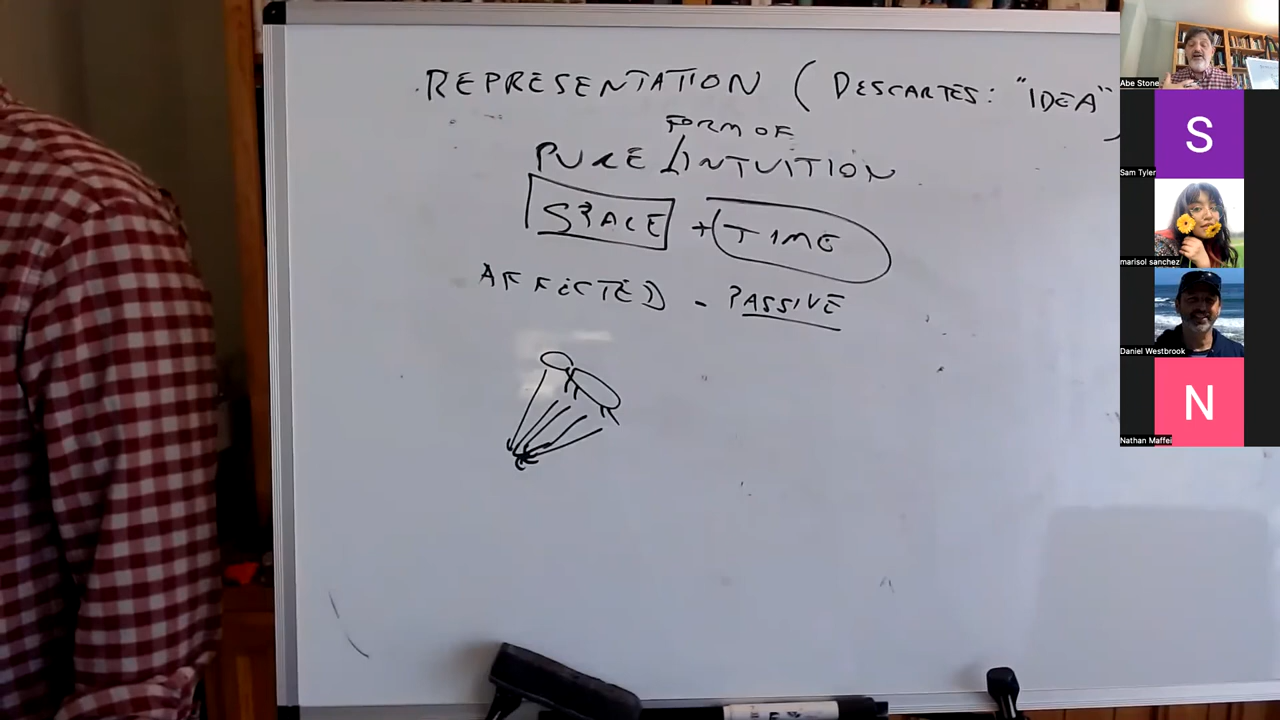 REPRESENTATION (DESCARTES: "IDEA")
FORM OF
PURE INTUITION
SPACE + TIME
AFFECTED - PASSIVE
Abe Stone
S
Sam Tyler
marisol sanchez
Daniel Westbrook
N
Nathan Maffei